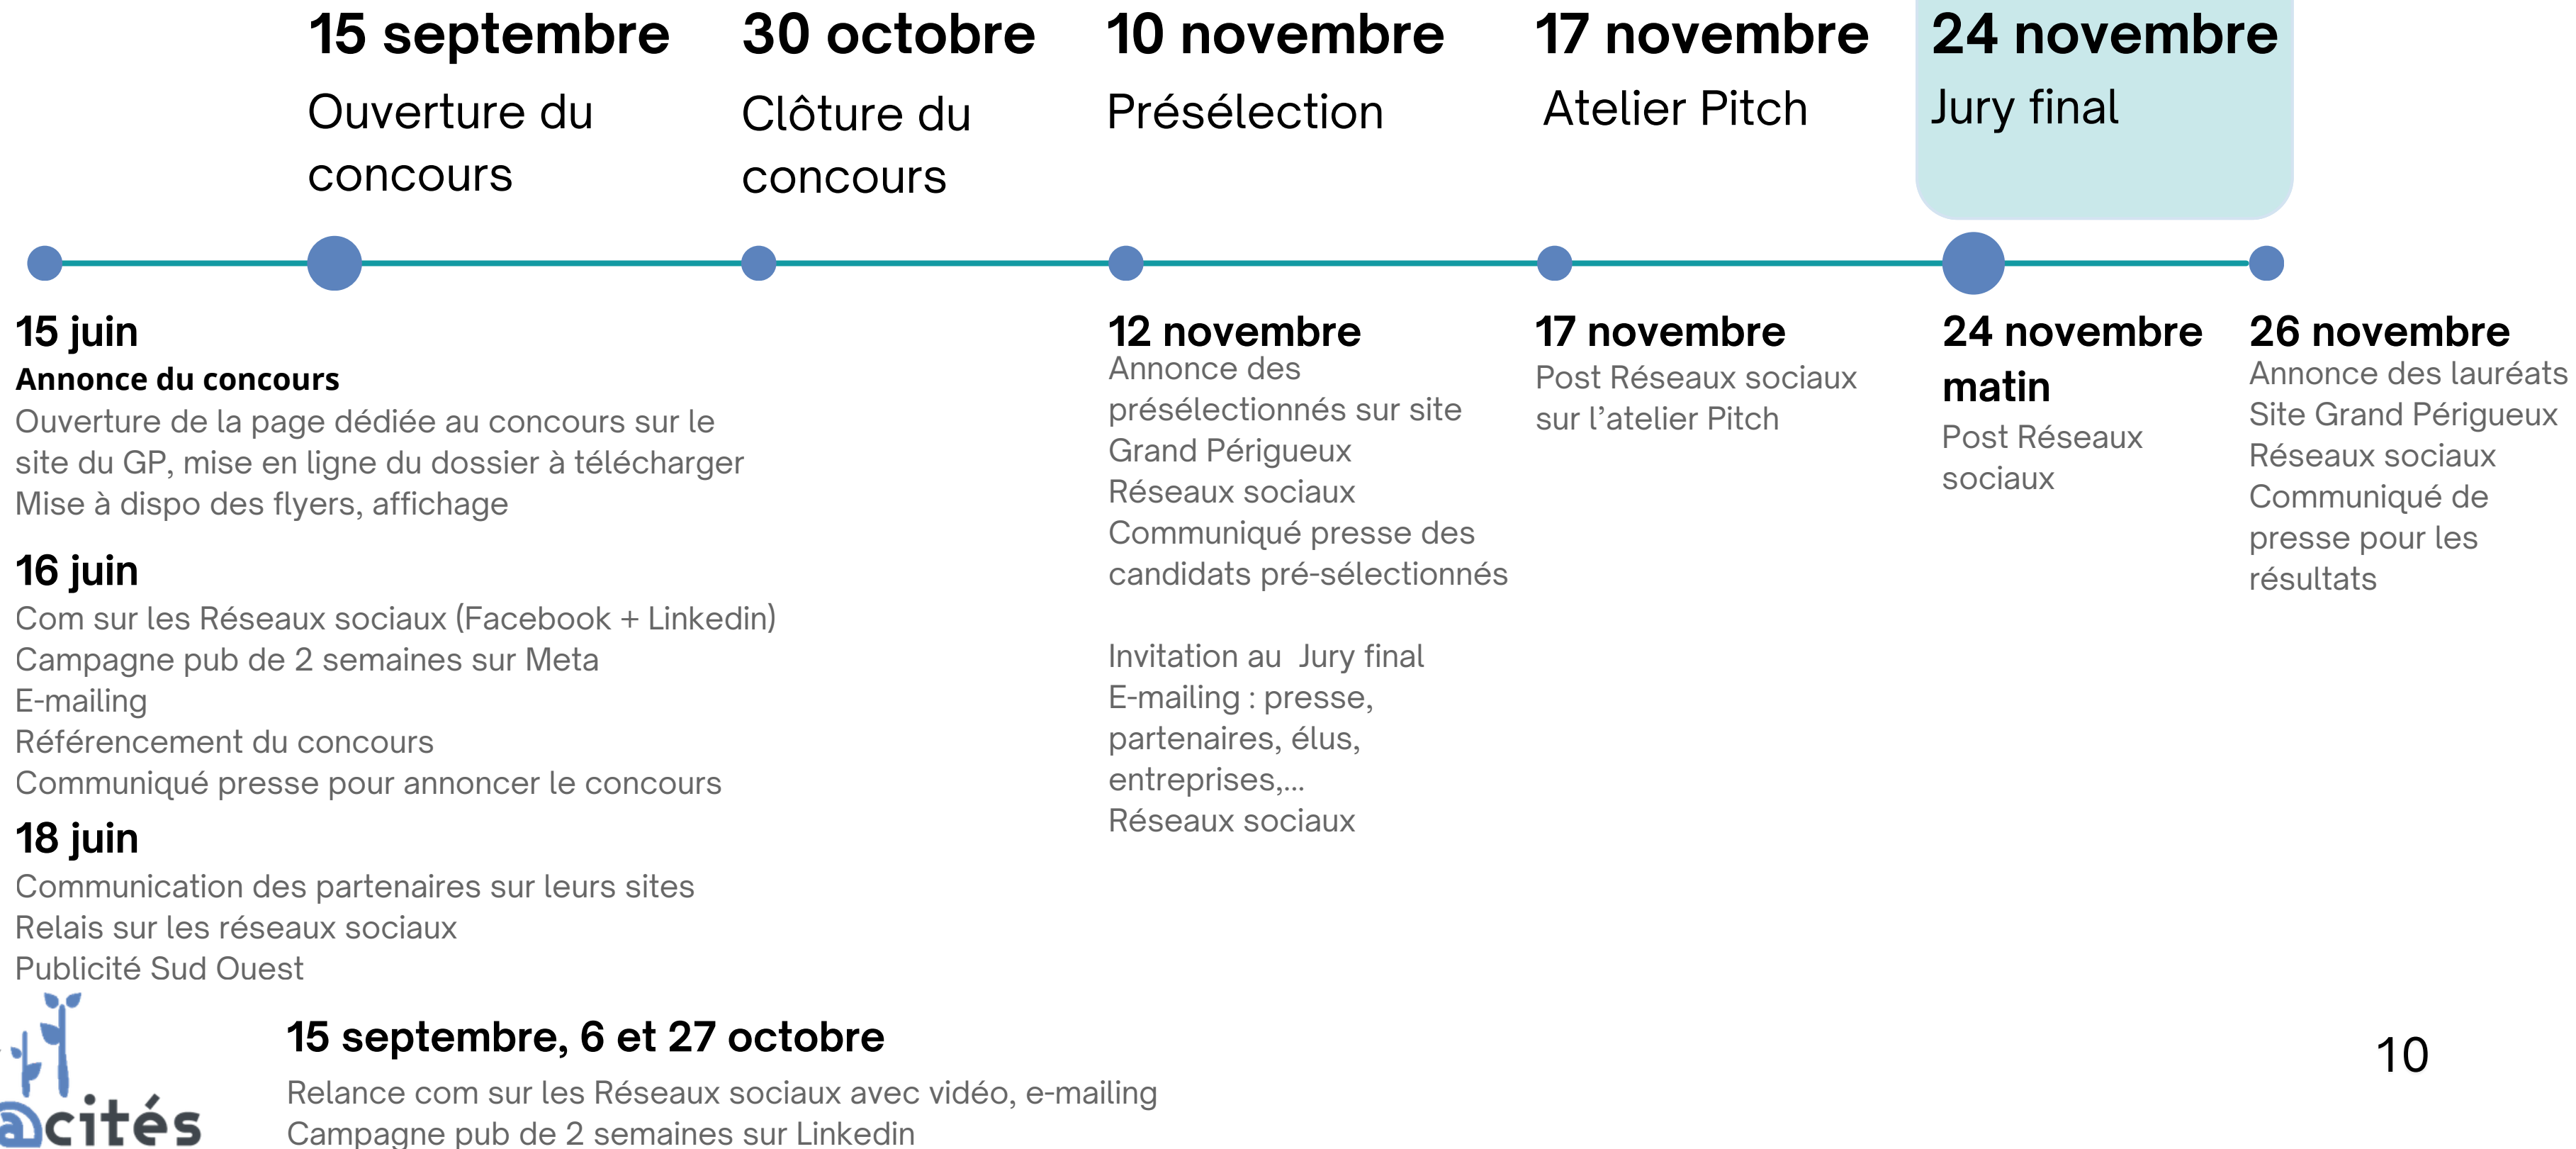 15 septembre
Ouverture du
concours
30 octobre
Clôture du
concours
10 novembre
Présélection
17 novembre
Atelier Pitch
24 novembre
Jury final
15 juin
Annonce du concours
Ouverture de la page dédiée au concours sur le
site du GP, mise en ligne du dossier à télécharger
Mise à dispo des flyers, affichage
16 juin
Com sur les Réseaux sociaux (Facebook + Linkedin)
Campagne pub de 2 semaines sur Meta
E-mailing
Référencement du concours
Communiqué presse pour annoncer le concours
18 juin
Communication des partenaires sur leurs sites
Relais sur les réseaux sociaux
Publicité Sud Ouest
12 novembre
Annonce des
présélectionnés sur site
Grand Périgueux
Réseaux sociaux
Communiqué presse des
candidats pré-sélectionnés
Invitation au  Jury final
E-mailing : presse,
partenaires, élus,
entreprises,...
Réseaux sociaux
17 novembre
Post Réseaux sociaux
sur l’atelier Pitch
24 novembre
matin
Post Réseaux
sociaux
26 novembre
Annonce des lauréats
Site Grand Périgueux
Réseaux sociaux
Communiqué de
presse pour les
résultats
15 septembre, 6 et 27 octobre
Relance com sur les Réseaux sociaux avec vidéo, e-mailing
Campagne pub de 2 semaines sur Linkedin
@cités
10